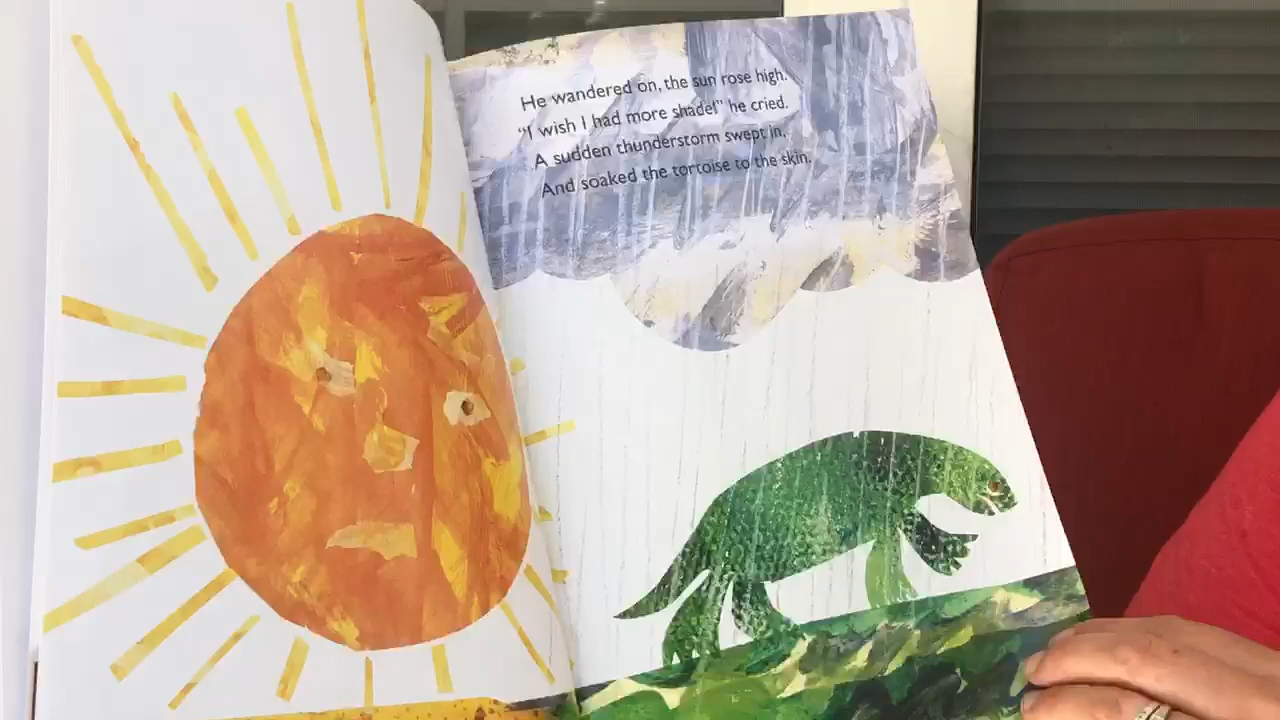 He wandered on, the sun rose high.
"I wish I had more shade!" he cried.
A sudden thunderstorm swept in,
And soaked the tortoise to the skin.